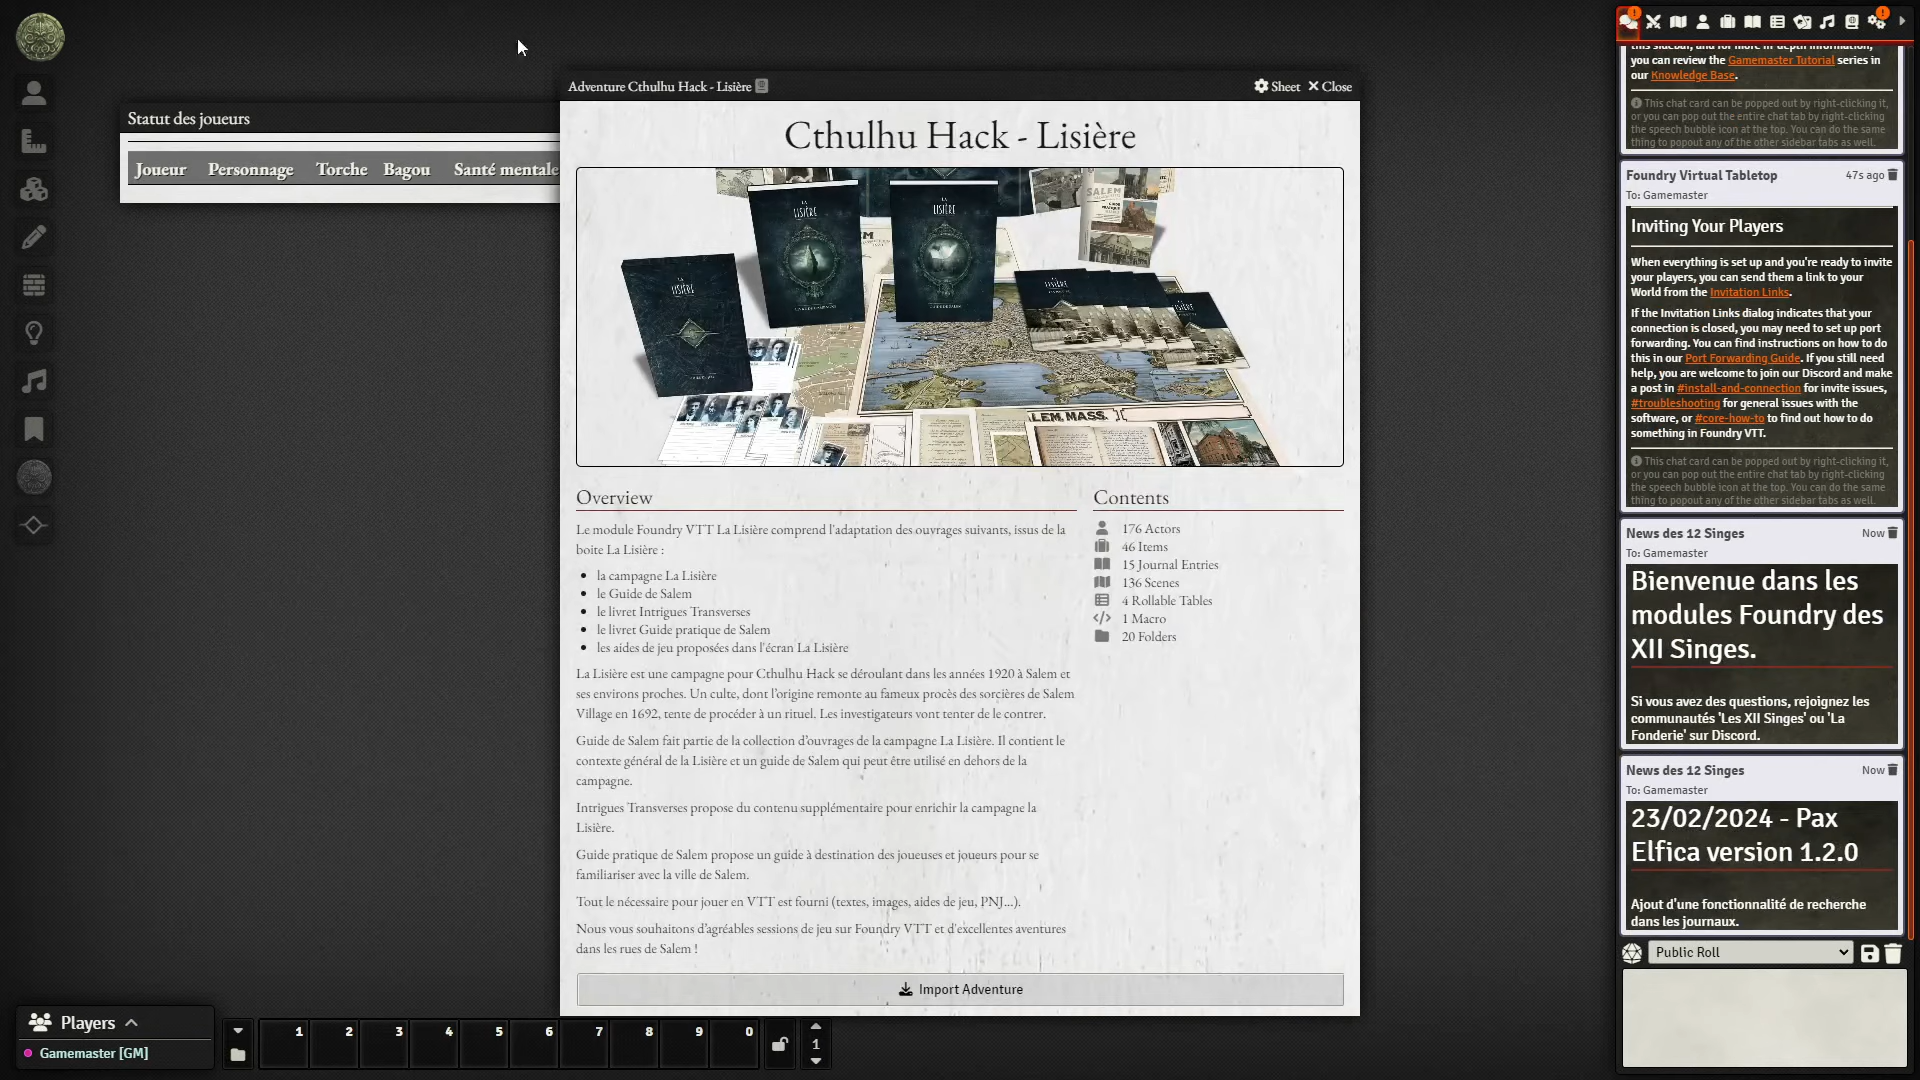 Adventure Cthulhu Hack - Lisière
Sheet
Close
Statut des joueurs
Joueur Personnage Torche Bagou Santé mentale
Cthulhu Hack - Lisière
LA
LISIÈRE
LA
LISIÈRE
SALEM
LA
LISIÈRE
LISIÈRE
LISIÈRE
LEM, MASS.
Overview
Le module Foundry VTT La Lisière comprend l'adaptation des ouvrages suivants, issus de la
boite La Lisière :
la campagne La Lisière
le Guide de Salem
le livret Intrigues Transverses
le livret Guide pratique de Salem
les aides de jeu proposées dans l'écran La Lisière
La Lisière est une campagne pour Cthulhu Hack se déroulant dans les années 1920 à Salem et
ses environs proches. Un culte, dont l'origine remonte au fameux procès des sorcières de Salem
Village en 1692, tente de procéder à un rituel. Les investigateurs vont tenter de le contrer.
Guide de Salem fait partie de la collection d'ouvrages de la campagne La Lisière. Il contient le
contexte général de la Lisière et un guide de Salem qui peut être utilisé en dehors de la
campagne.
Intrigues Transverses propose du contenu supplémentaire pour enrichir la campagne la
Lisière.
Guide pratique de Salem propose un guide à destination des joueuses et joueurs pour se
familiariser avec la ville de Salem.
Tout le nécessaire pour jouer en VTT est fourni (textes, images, aides de jeu, PNJ...).
Nous vous souhaitons d'agréables sessions de jeu sur Foundry VTT et d'excellentes aventures
dans les rues de Salem !
Contents
176 Actors
46 Items
15 Journal Entries
136 Scenes
4 Rollable Tables
1 Macro
20 Folders
Import Adventure
Players
Gamemaster [GM]
1 2 3 4 5 6 7 8 9 0
1
this sidebar, and for more in-depth information,
you can review the Gamemaster Tutorial series in
our Knowledge Base.
This chat card can be popped out by right-clicking it,
or you can pop out the entire chat tab by right-clicking
the speech bubble icon at the top. You can do the same
thing to popout any of the other sidebar tabs as well.
Foundry Virtual Tabletop 47s ago
To: Gamemaster
Inviting Your Players
When everything is set up and you're ready to invite
your players, you can send them a link to your
World from the Invitation Links.
If the Invitation Links dialog indicates that your
connection is closed, you may need to set up port
forwarding. You can find instructions on how to do
this in our Port Forwarding Guide. If you still need
help, you are welcome to join our Discord and make
a post in #install-and-connection for invite issues,
#troubleshooting for general issues with the
software, or #core-how-to to find out how to do
something in Foundry VTT.
This chat card can be popped out by right-clicking it,
or you can pop out the entire chat tab by right-clicking
the speech bubble icon at the top. You can do the same
thing to popout any of the other sidebar tabs as well.
News des 12 Singes Now
To: Gamemaster
Bienvenue dans les
modules Foundry des
XII Singes.
Si vous avez des questions, rejoignez les
communautés 'Les XII Singes' ou 'La
Fonderie' sur Discord.
News des 12 Singes Now
To: Gamemaster
23/02/2024 - Pax
Elfica version 1.2.0
Ajout d'une fonctionnalité de recherche
dans les journaux.
Public Roll